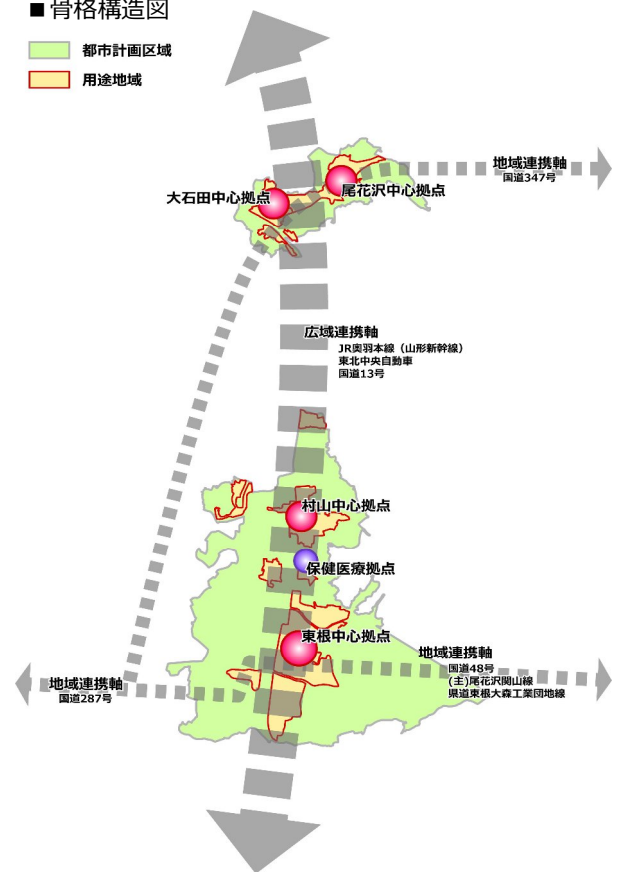 ■骨格構造図
都市計画区域
用途地域
地域連携軸
国道347号
尾花沢中心拠点
大石田中心拠点
広域連携軸
JR奥羽本線（山形新幹線）
東北中央自動車
国道13号
村山中心拠点
保健医療拠点
東根中心拠点
地域連携軸
国道48号
(主)尾花沢関山線
県道東根大森工業団地線
地域連携軸
国道287号